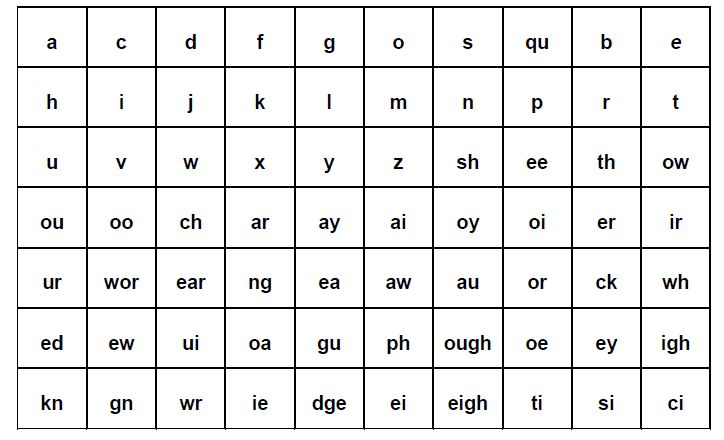 a c d f g o s qu b e
h i j k l m n p r t
u v w x y z sh ee th ow
ou oo ch ar ay ai oy oi er ir
ur wor ear ng ea aw au or ck wh
ed ew ui oa gu ph ough oe ey igh
kn gn wr ie dge ei eigh ti si ci